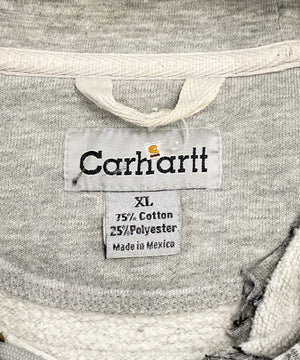 Carhartt
XL
75% Cotton
25% Polyester
Made in Mexico